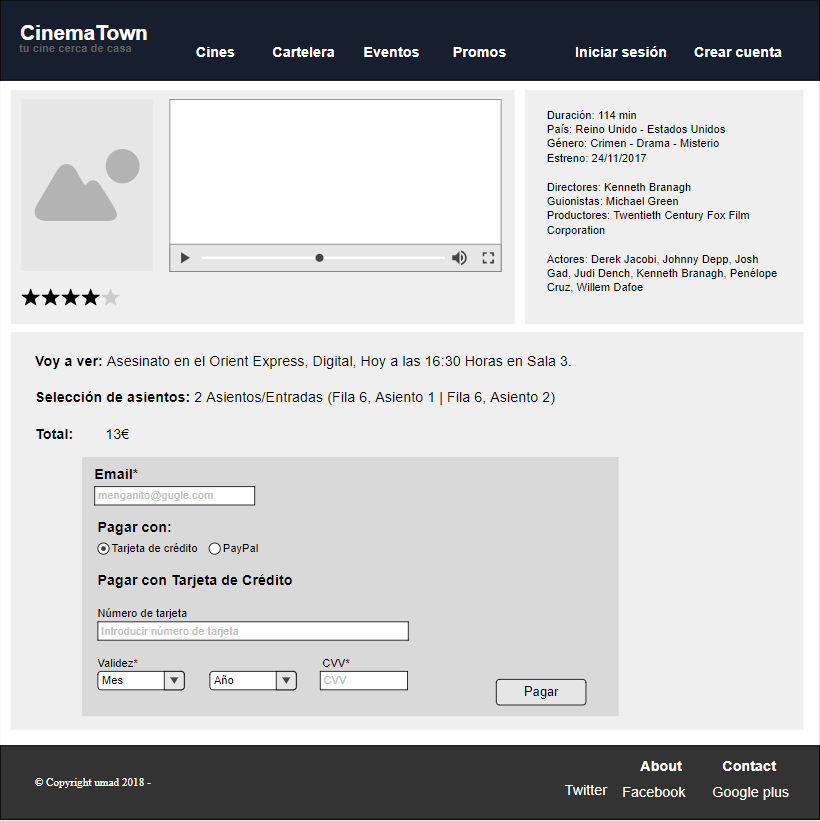 CinemaTown
tu cine cerca de casa
Cines Cartelera Eventos Promos Iniciar sesión Crear cuenta
Duración: 114 min
País: Reino Unido - Estados Unidos
Género: Crimen - Drama - Misterio
Estreno: 24/11/2017
Directores: Kenneth Branagh
Guionistas: Michael Green
Productores: Twentieth Century Fox Film
Corporation
Actores: Derek Jacobi, Johnny Depp, Josh
Gad, Judi Dench, Kenneth Branagh, Penélope
Cruz, Willem Dafoe
Voy a ver: Asesinato en el Orient Express, Digital, Hoy a las 16:30 Horas en Sala 3.
Selección de asientos: 2 Asientos/Entradas (Fila 6, Asiento 1 | Fila 6, Asiento 2)
Total: 13€
Email*
menganito@gugle.com
Pagar con:
Tarjeta de crédito PayPal
Pagar con Tarjeta de Crédito
Número de tarjeta
Introducir número de tarjeta
Validez* CVV*
Mes Año CVV
Pagar
About Contact
© Copyright umad 2018 -
Twitter Facebook Google plus